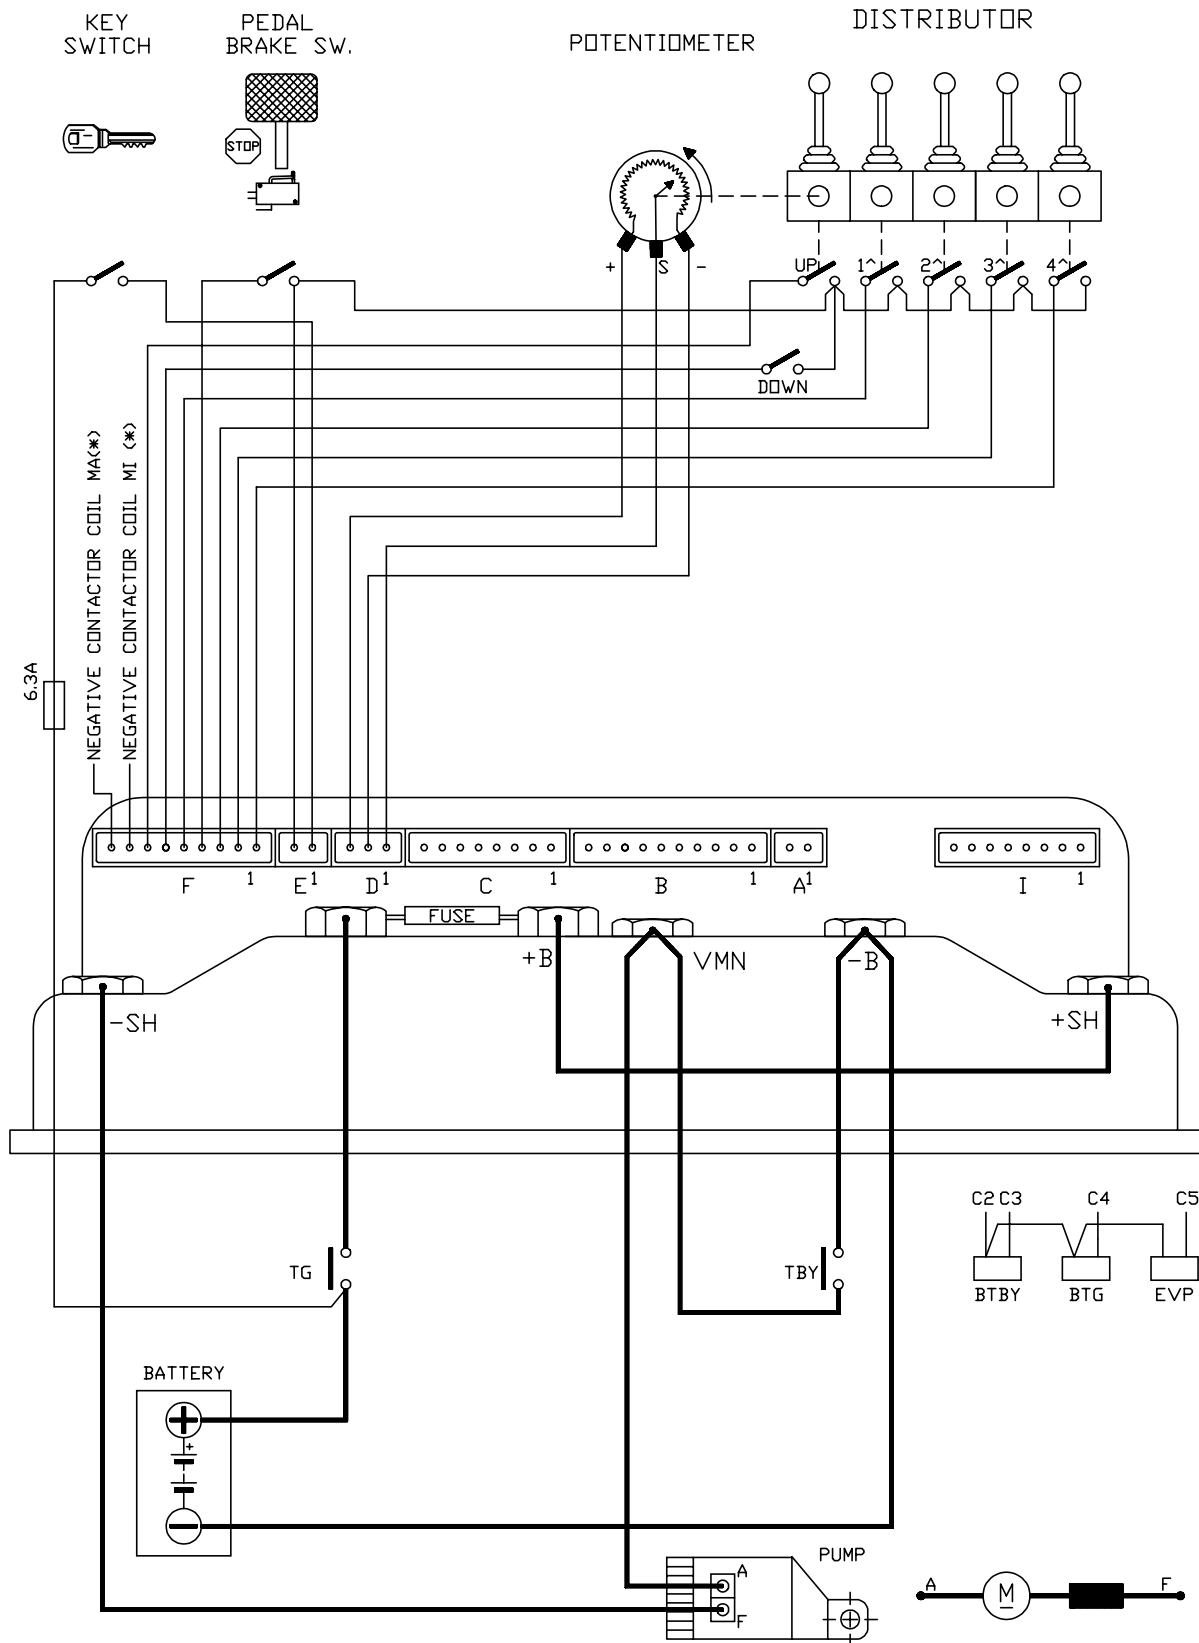 KEY
SWITCH
PEDAL
BRAKE SW.
POTENTIOMETER
DISTRIBUTOR
STOP
+ S -
UP 1^ 2^ 3^ 4^
DOWN
NEGATIVE CONTACTOR COIL MA(*)
NEGATIVE CONTACTOR COIL MI (*)
6.3A
F 1 E1 D1 C 1 B 1 A1 I 1
FUSE
+B VMN -B
-SH +SH
C2 C3 C4 C5
TG TBY
BTBY BTG EVP
BATTERY
+
PUMP
A
F
A M F